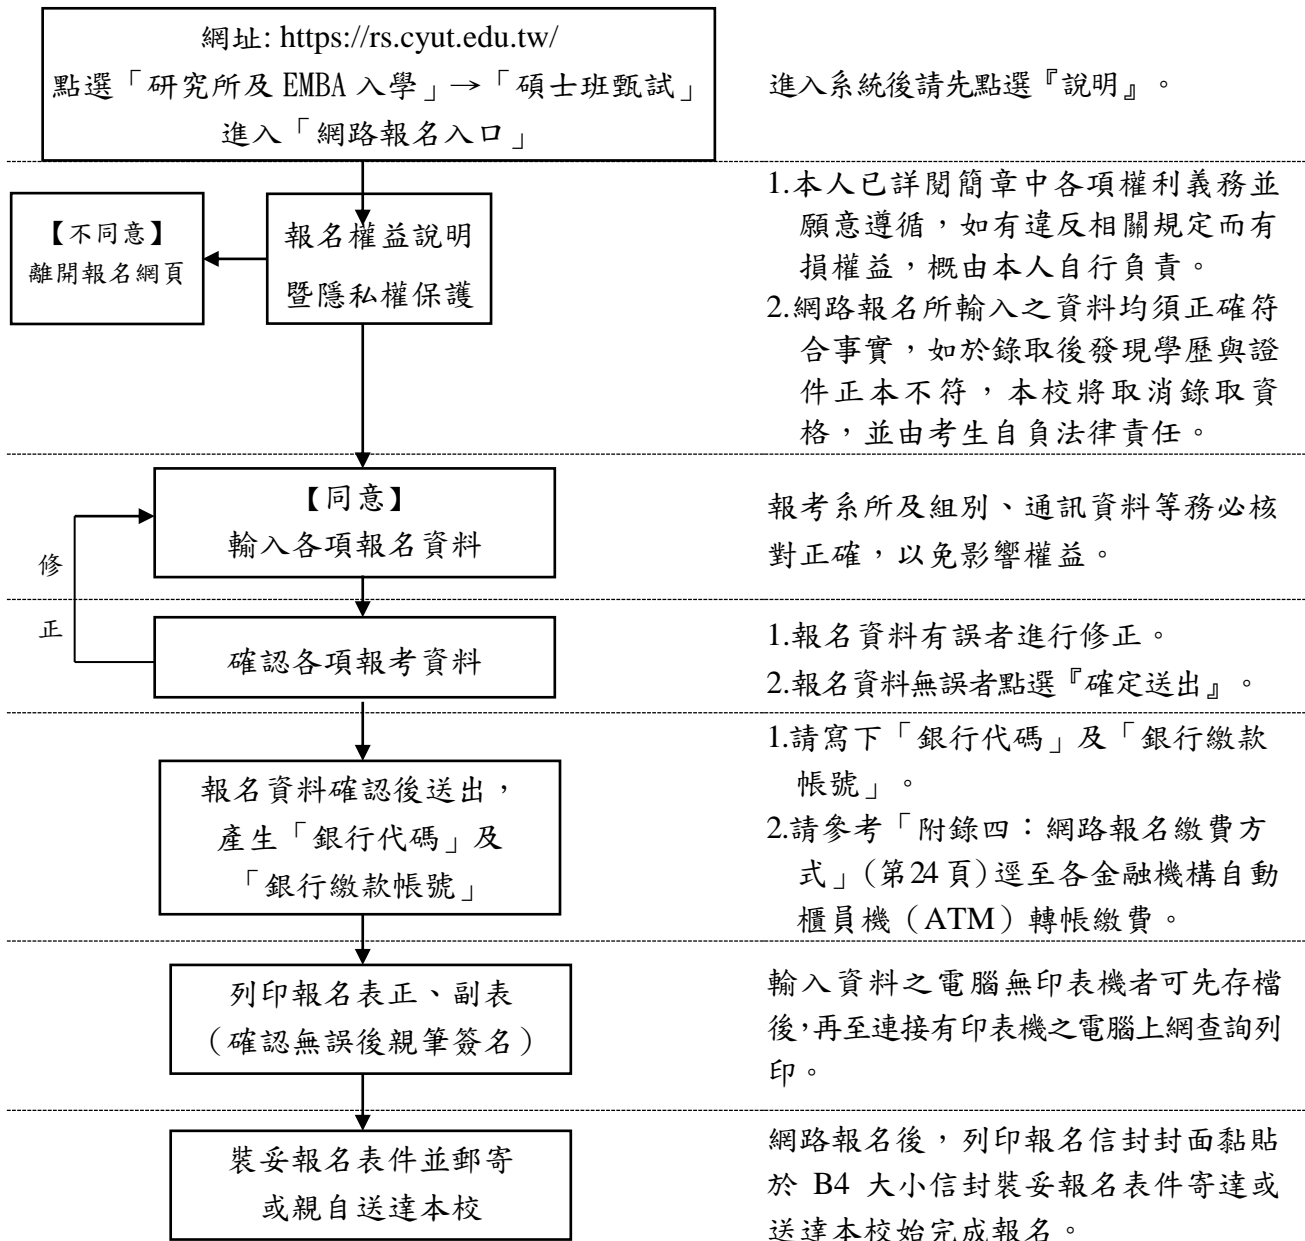 網址: https://rs.cyut.edu.tw/
點選「研究所及 EMBA 入學」→「碩士班甄試」
進入「網路報名入口」
進入系統後請先點選『說明』。
【不同意】
離開報名網頁
報名權益說明
暨隱私權保護
1.本人已詳閱簡章中各項權利義務並
願意遵循，如有違反相關規定而有
損權益，概由本人自行負責。
2.網路報名所輸入之資料均須正確符
合事實，如於錄取後發現學歷與證
件正本不符，本校將取消錄取資
格，並由考生自負法律責任。
【同意】
輸入各項報名資料
報考系所及組別、通訊資料等務必核
對正確，以免影響權益。
修
正
確認各項報考資料
1.報名資料有誤者進行修正。
2.報名資料無誤者點選『確定送出』。
報名資料確認後送出，
產生「銀行代碼」及
「銀行繳款帳號」
1.請寫下「銀行代碼」及「銀行繳款
帳號」。
2.請參考「附錄四：網路報名繳費方
式」(第24頁)逕至各金融機構自動
櫃員機（ATM）轉帳繳費。
列印報名表正、副表
（確認無誤後親筆簽名）
輸入資料之電腦無印表機者可先存檔
後，再至連接有印表機之電腦上網查詢列
印。
裝妥報名表件並郵寄
或親自送達本校
網路報名後，列印報名信封封面黏貼
於 B4 大小信封裝妥報名表件寄達或
送達本校始完成報名。